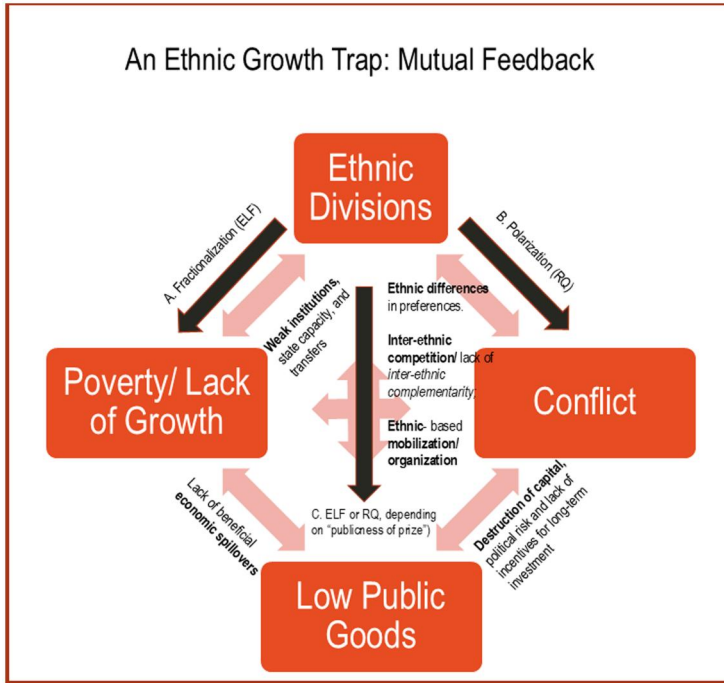 An Ethnic Growth Trap: Mutual Feedback
Ethnic
Divisions
A. Fractionalization (ELF)
B. Polarization (RQ)
Weak institutions,
state capacity, and
transfers
Ethnic differences
in preferences.
Inter-ethnic
competition/ lack of
inter-ethnic
complementarity;
Ethnic- based
mobilization/
organization
Poverty/ Lack
of Growth
Conflict
Lack of beneficial
economic spillovers
C. ELF or RQ, depending
on “publicness of prize”)
Destruction of capital,
political risk and lack of
incentives for long-term
investment
Low Public
Goods